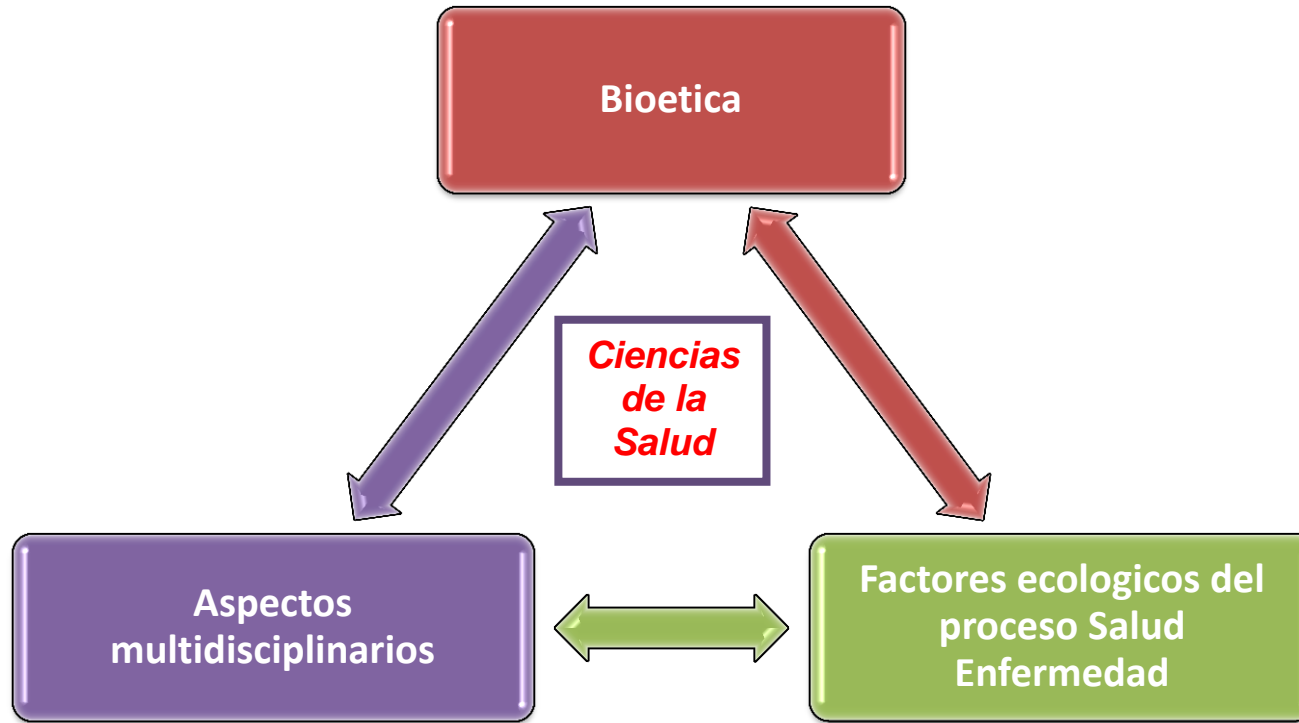 Bioetica
Ciencias
de la
Salud
Aspectos
multidisciplinarios
Factores ecologicos del
proceso Salud
Enfermedad